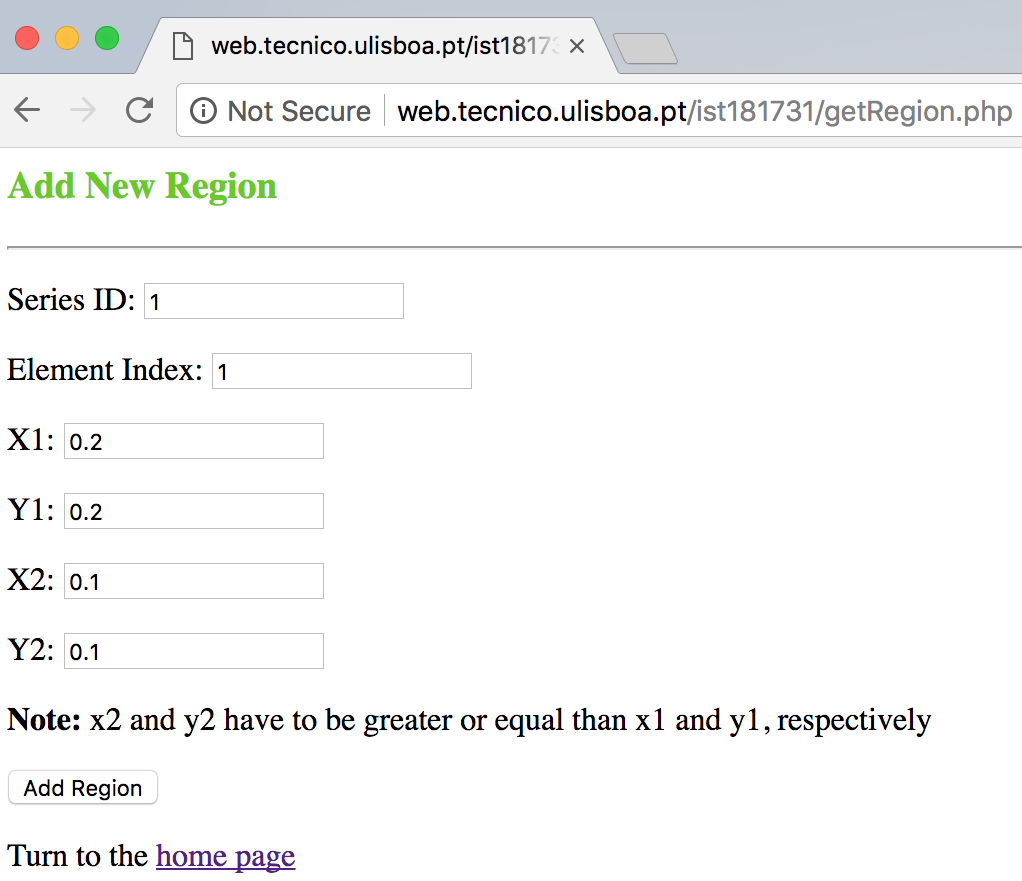 web.tecnico.ulisboa.pt/ist18173
Not Secure web.tecnico.ulisboa.pt/ist181731/getRegion.php
Add New Region
Series ID: 1
Element Index: 1
X1: 0.2
Y1: 0.2
X2: 0.1
Y2: 0.1
Note: x2 and y2 have to be greater or equal than x1 and y1, respectively
Add Region
Turn to the home page